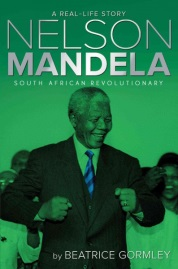 A REAL-LIFE STORY
NELSON
MANDELA
SOUTH AFRICAN REVOLUTIONARY
by BEATRICE GORMLEY